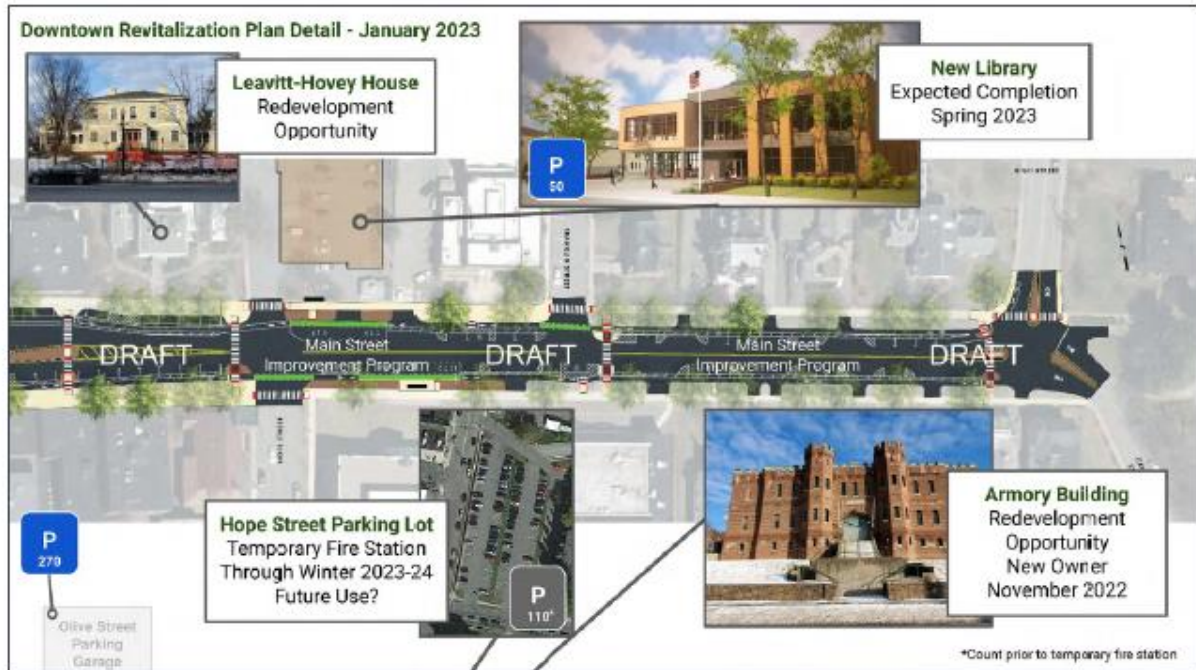 Downtown Revitalization Plan Detail - January 2023
Leavitt-Hovey House
Redevelopment
Opportunity
New Library
Expected Completion
Spring 2023
P
50
DRAFT
Main Street
Improvement Program
DRAFT
Main Street
Improvement Program
DRAFT
Hope Street Parking Lot
Temporary Fire Station
Through Winter 2023-24
Future Use?
P
110*
Armory Building
Redevelopment
Opportunity
New Owner
November 2022
P
270
Olive Street
Parking
Garage
*Count prior to temporary fire station